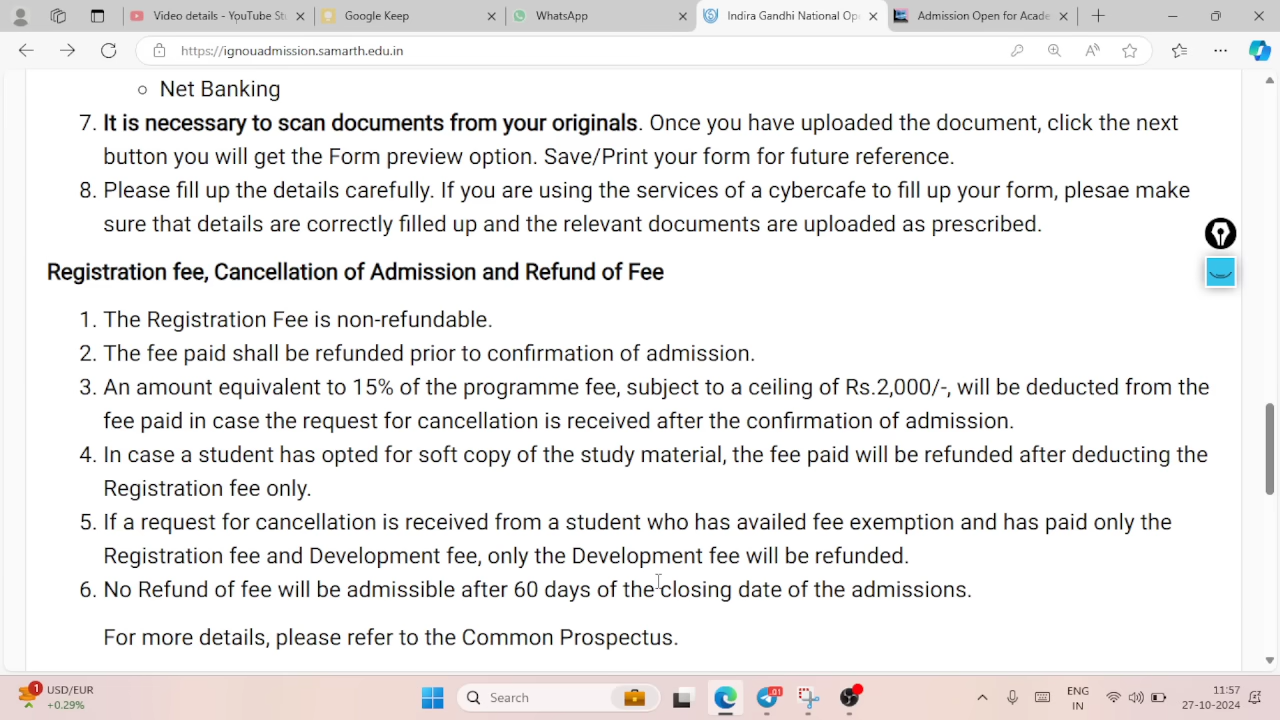 Video details - YouTube St
Google Keep
WhatsApp
Indira Gandhi National Op
Admission Open for Acade
https://ignouadmission.samarth.edu.in
Net Banking
7. It is necessary to scan documents from your originals. Once you have uploaded the document, click the next
button you will get the Form preview option. Save/Print your form for future reference.
8. Please fill up the details carefully. If you are using the services of a cybercafe to fill up your form, plesae make
sure that details are correctly filled up and the relevant documents are uploaded as prescribed.
Registration fee, Cancellation of Admission and Refund of Fee
1. The Registration Fee is non-refundable.
2. The fee paid shall be refunded prior to confirmation of admission.
3. An amount equivalent to 15% of the programme fee, subject to a ceiling of Rs.2,000/-, will be deducted from the
fee paid in case the request for cancellation is received after the confirmation of admission.
4. In case a student has opted for soft copy of the study material, the fee paid will be refunded after deducting the
Registration fee only.
5. If a request for cancellation is received from a student who has availed fee exemption and has paid only the
Registration fee and Development fee, only the Development fee will be refunded.
6. No Refund of fee will be admissible after 60 days of the closing date of the admissions.
For more details, please refer to the Common Prospectus.
1
USD/EUR
+0.29%
Search
.01
ENG
IN
11:57
27-10-2024